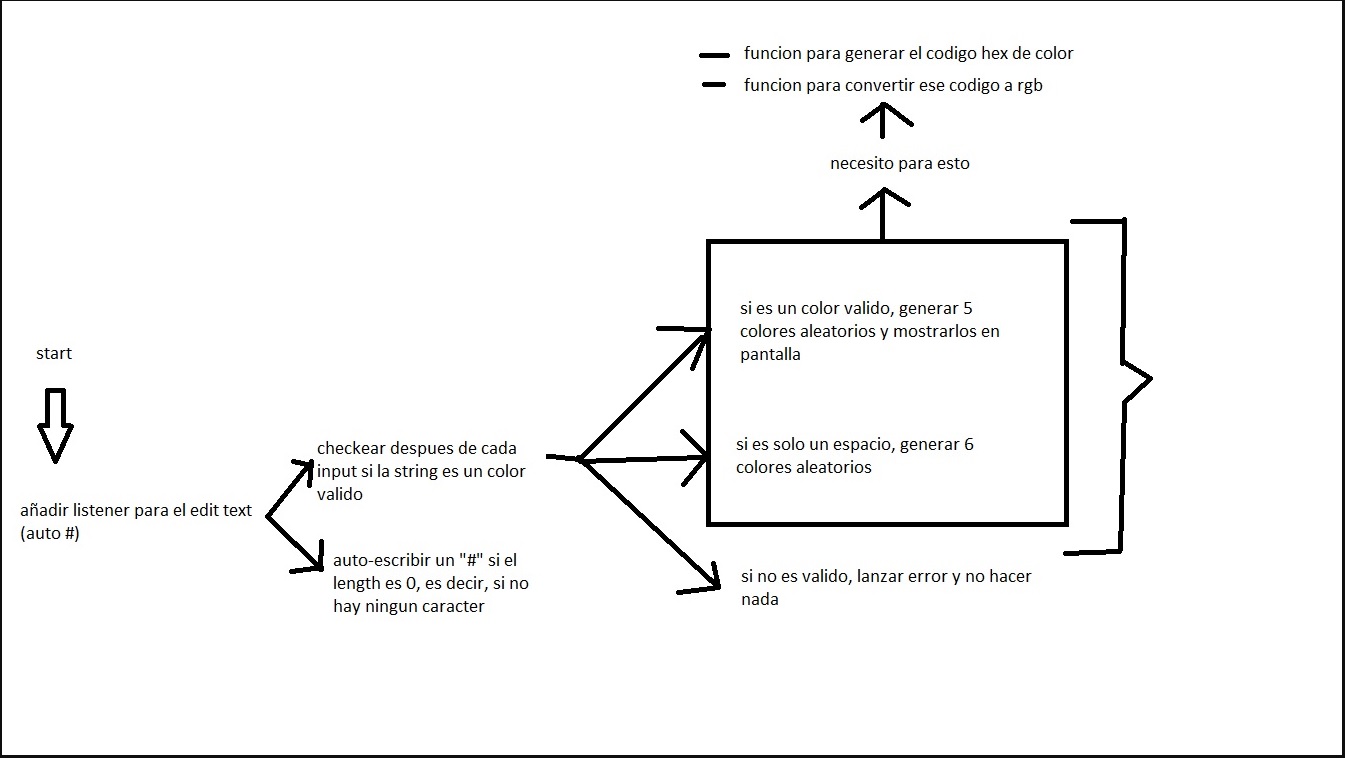 funcion para generar el codigo hex de color
funcion para convertir ese codigo a rgb
necesito para esto
si es un color valido, generar 5
colores aleatorios y mostrarlos en
pantalla
start
checkear despues de cada
input si la string es un color
valido
si es solo un espacio, generar 6
colores aleatorios
añadir listener para el edit text
(auto #)
auto-escribir un "#" si el
length es 0, es decir, si no
hay ningun caracter
si no es valido, lanzar error y no hacer
nada